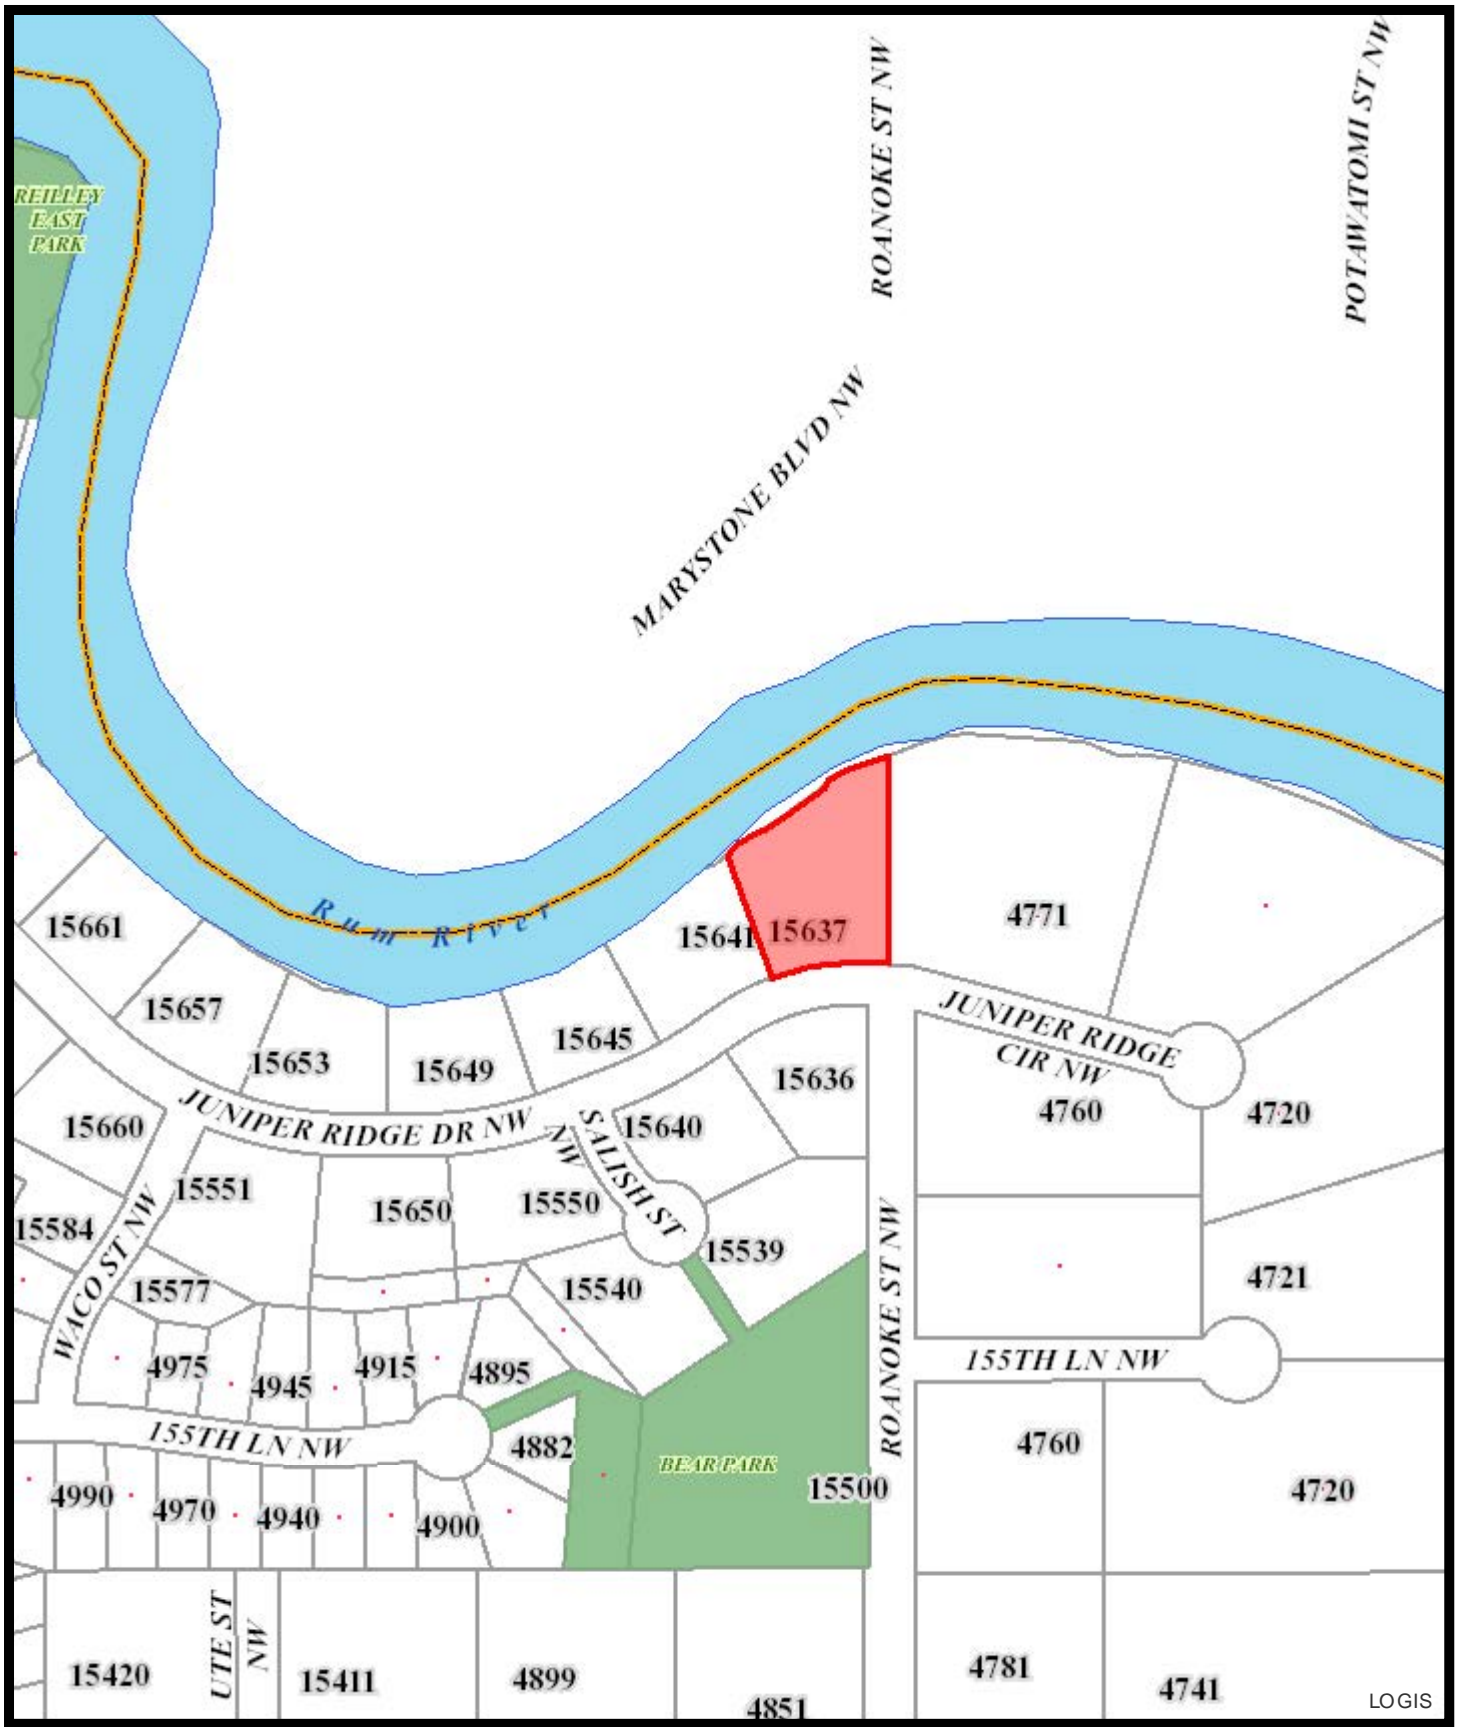 ROANOKE ST NW
POTAWATOMI ST NW
REILLEY
EAST
PARK
MARYSTONE BLVD NW
Rum River
15661
15641
15637
4771
15657
15653
15649
15645
JUNIPER RIDGE
CIR NW
15636
4760
4720
15660
JUNIPER RIDGE DR NW
SALISH ST
NW
15640
15551
15650
15550
15584
WACO ST NW
15539
ROANOKE ST NW
4721
15577
15540
4975
4945
4915
4895
155TH LN NW
155TH LN NW
4882
BEAR PARK
15500
4760
4720
4990
4970
4940
4900
UTE ST
NW
15420
15411
4899
4851
4781
4741
LOGIS